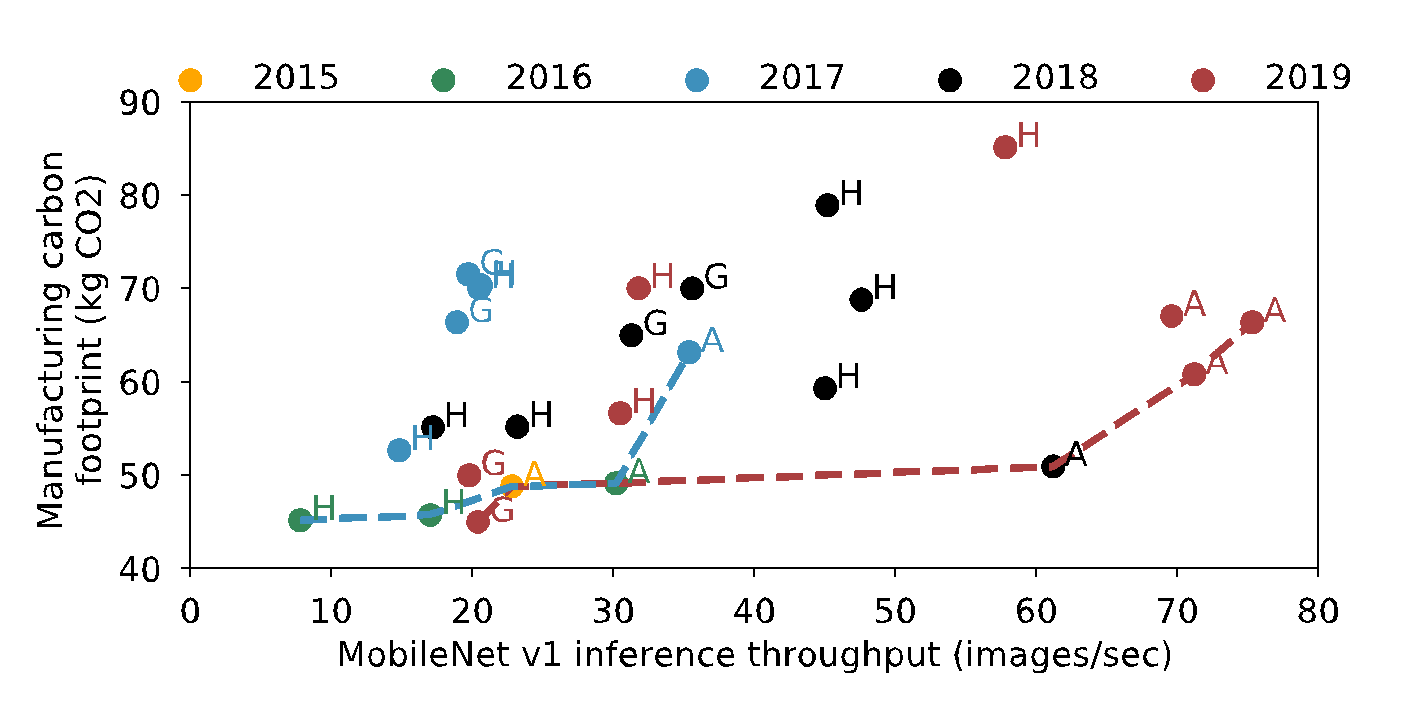 2015 2016 2017 2018 2019
90
80
70
60
50
40
Manufacturing carbon
footprint (kg CO2)
H
H
G
H
H
G
H
H
G
G
A
H
A
A
H
A
H
H
G
H
H
G
A
A
H
H
G
A
0 10 20 30 40 50 60 70 80
MobileNet v1 inference throughput (images/sec)